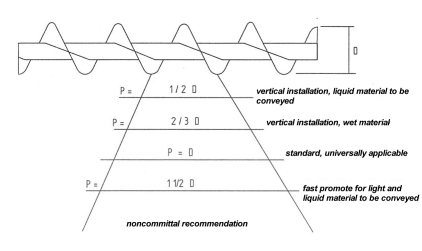 D
P = 1 / 2 D
vertical installation, liquid material to be
conveyed
P = 2 / 3 D
vertical installation, wet material
P = D
standard, universally applicable
P = 1 1/2 D
fast promote for light and
liquid material to be conveyed
noncommittal recommendation